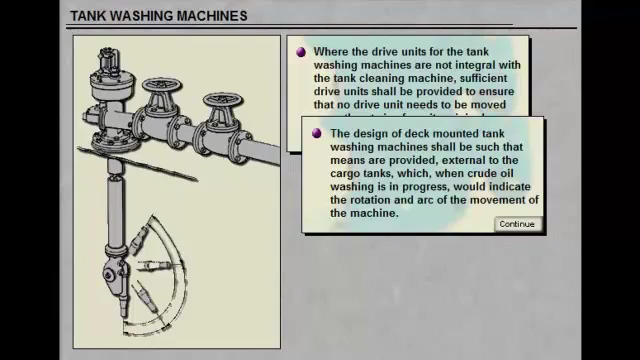 TANK WASHING MACHINES
Where the drive units for the tank
washing machines are not integral with
the tank cleaning machine, sufficient
drive units shall be provided to ensure
that no drive unit needs to be moved
The design of deck mounted tank
washing machines shall be such that
means are provided, external to the
cargo tanks, which, when crude oil
washing is in progress, would indicate
the rotation and arc of the movement of
the machine.
Continue